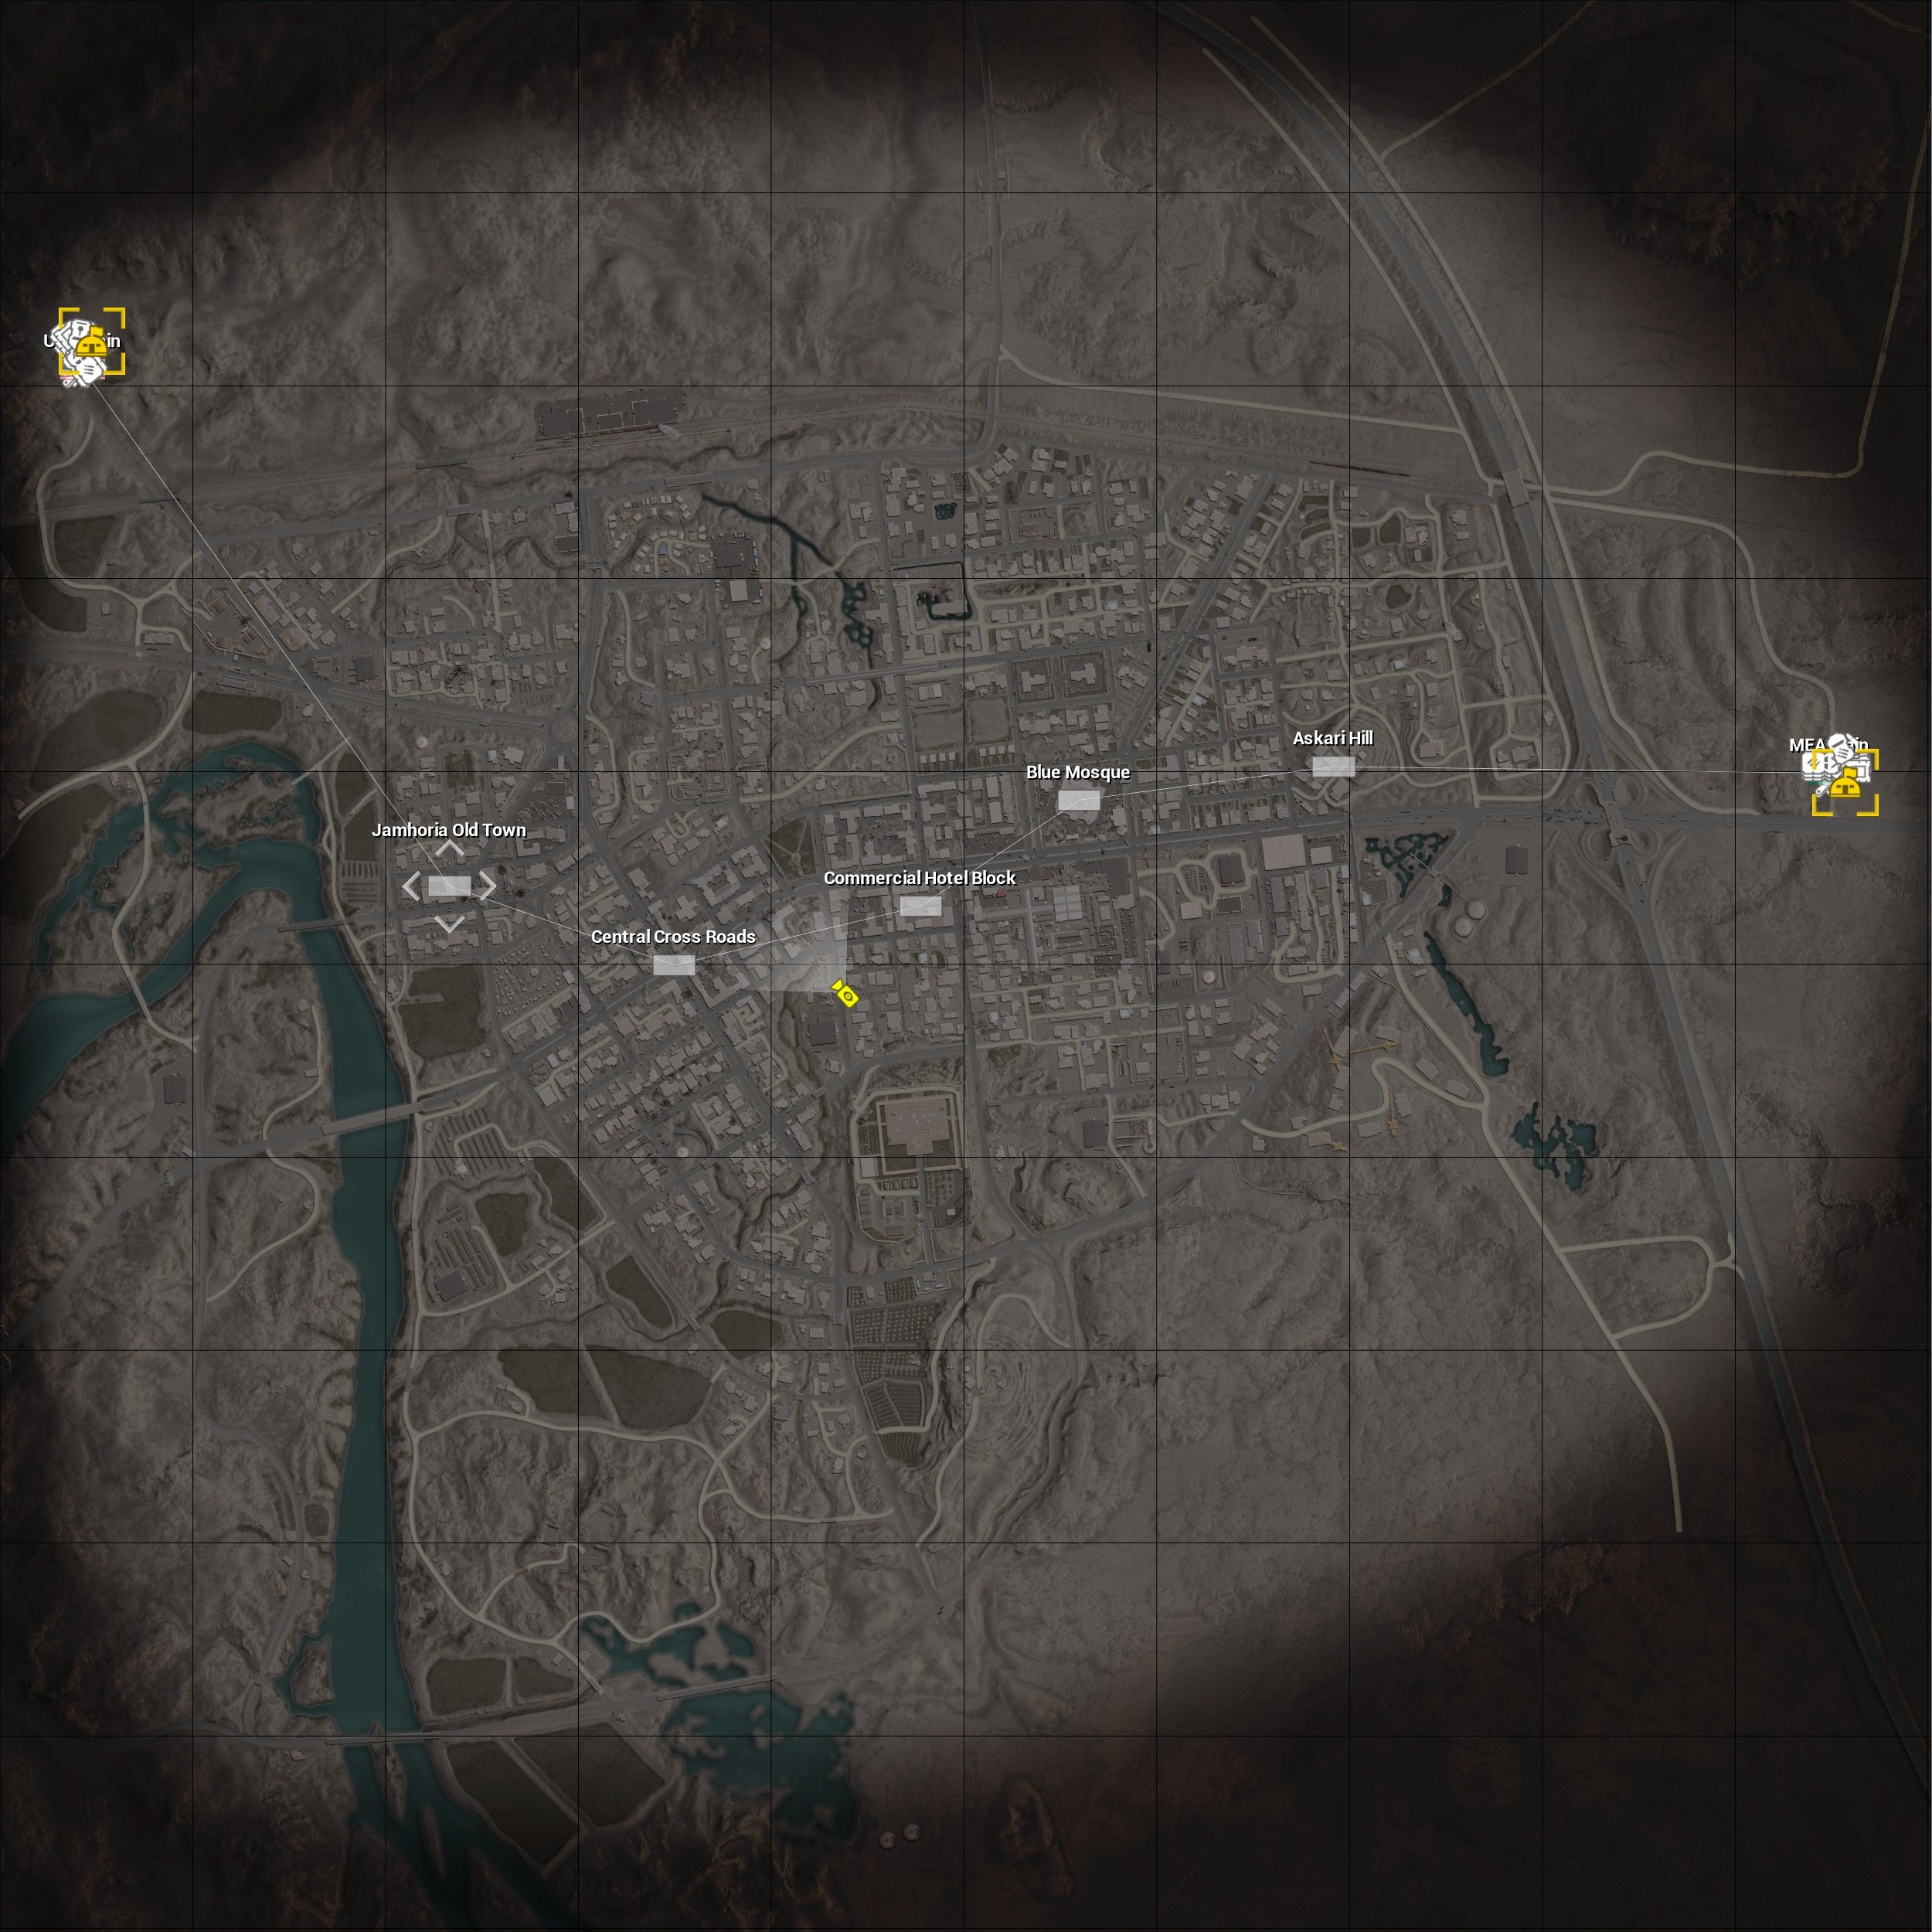 Askari Hill
Blue Mosque
Jamhoria Old Town
Commercial Hotel Block
Central Cross Roads